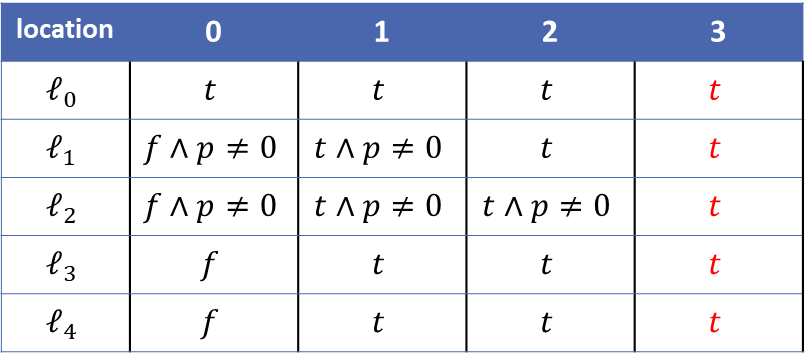 location 0 1 2 3
ℓ₀ t t t t
ℓ₁ f ∧ p ≠ 0 t ∧ p ≠ 0 t t
ℓ₂ f ∧ p ≠ 0 t ∧ p ≠ 0 t ∧ p ≠ 0 t
ℓ₃ f t t t
ℓ₄ f t t t